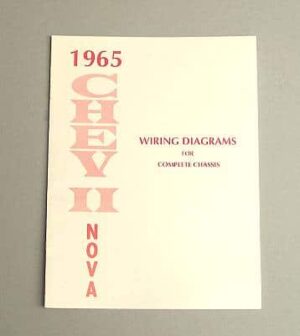 1965
CHEV II
NOVA
WIRING DIAGRAMS
FOR
COMPLETE CHASSIS